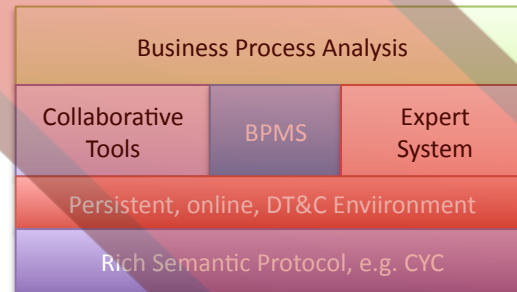 Business Process Analysis
Collaborative
Tools
BPMS
Expert
System
Persistent, online, DT&C Enviironment
Rich Semantic Protocol, e.g. CYC